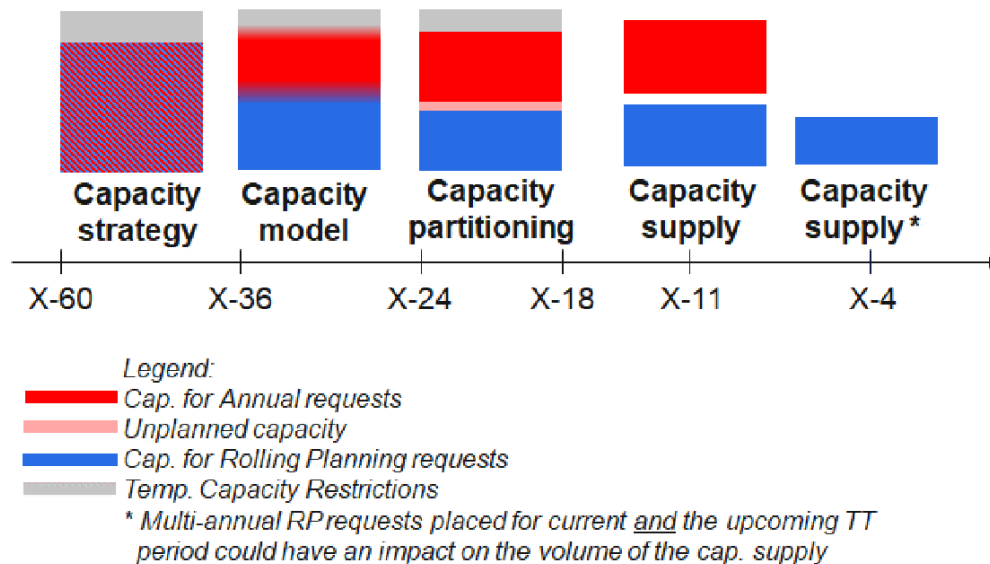 Capacity strategy
Capacity model
Capacity partitioning
Capacity supply
Capacity supply *
X-60
X-36
X-24
X-18
X-11
X-4
Legend:
Cap. for Annual requests
Unplanned capacity
Cap. for Rolling Planning requests
Temp. Capacity Restrictions
* Multi-annual RP requests placed for current and the upcoming TT
period could have an impact on the volume of the cap. supply